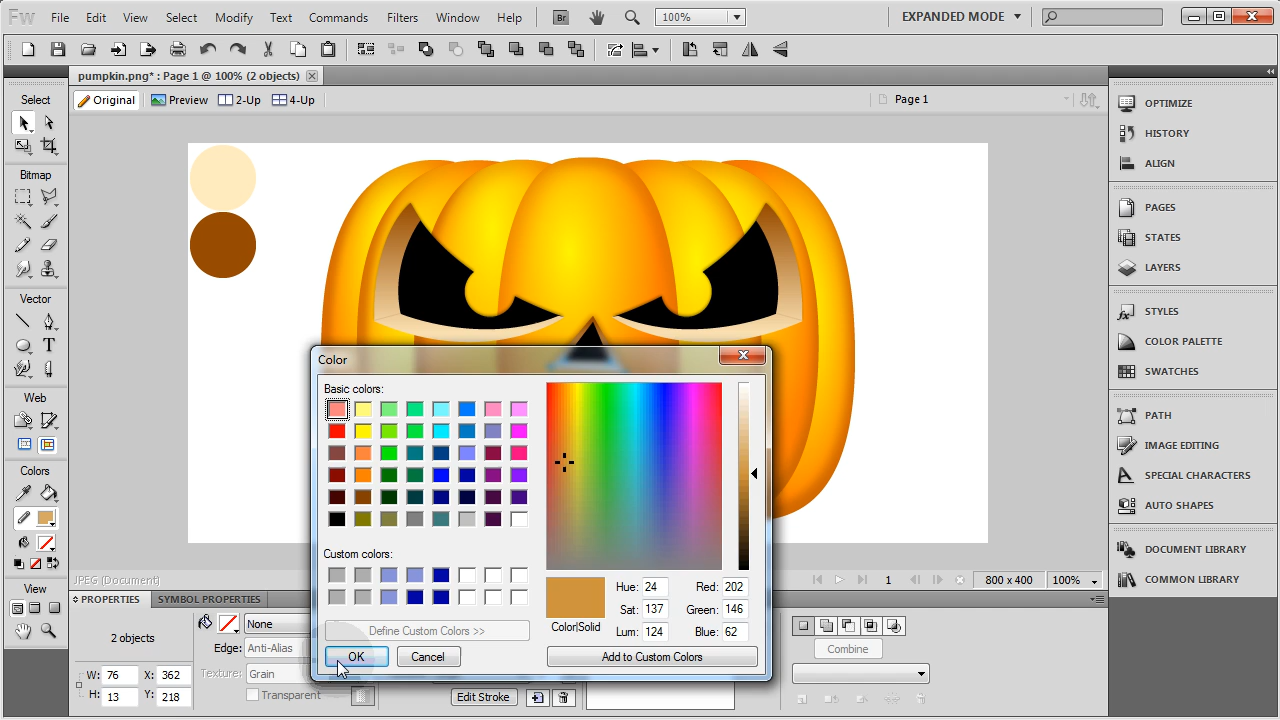 Fw File Edit View Select Modify Text Commands Filters Window Help Br 100% EXPANDED MODE
pumpkin.png* : Page 1 @ 100% (2 objects)
Original Preview 2-Up 4-Up Page 1
Select
Bitmap
Vector
T
Web
Colors
View
OPTIMIZE
HISTORY
ALIGN
PAGES
STATES
LAYERS
STYLES
COLOR PALETTE
SWATCHES
PATH
IMAGE EDITING
SPECIAL CHARACTERS
AUTO SHAPES
DOCUMENT LIBRARY
COMMON LIBRARY
Color
Basic colors:
Custom colors:
Define Custom Colors >>
OK Cancel
Color|Solid
Hue: 24 Red: 202
Sat: 137 Green: 146
Lum: 124 Blue: 62
Add to Custom Colors
JPEG (Document) 1 800 x 400 100%
PROPERTIES SYMBOL PROPERTIES
2 objects
W: 76 X: 362
H: 13 Y: 218
None
Edge: Anti-Alias
Texture: Grain
Transparent
Edit Stroke
Combine